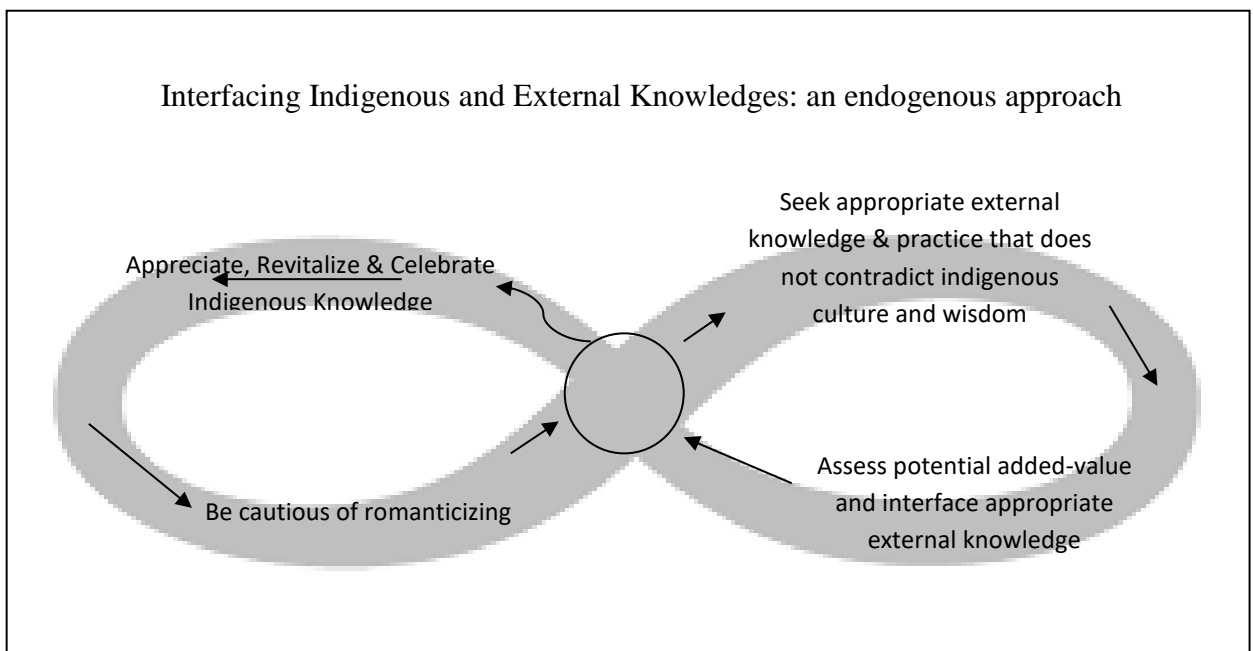 Interfacing Indigenous and External Knowledges: an endogenous approach
Appreciate, Revitalize & Celebrate
Indigenous Knowledge
Be cautious of romanticizing
Seek appropriate external
knowledge & practice that does
not contradict indigenous
culture and wisdom
Assess potential added-value
and interface appropriate
external knowledge